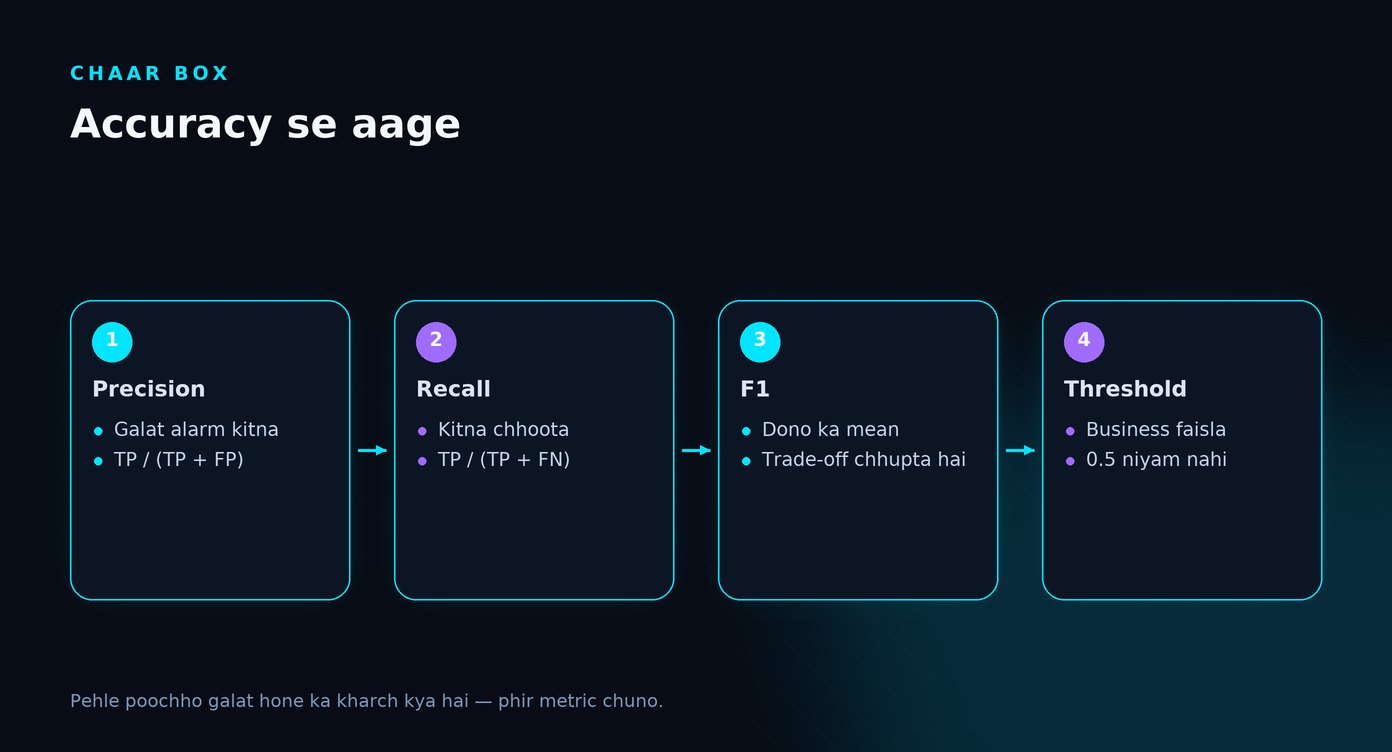 CHAAR BOX
Accuracy se aage
1
Precision
Galat alarm kitna
TP / (TP + FP)
2
Recall
Kitna chhoota
TP / (TP + FN)
3
F1
Dono ka mean
Trade-off chhupta hai
4
Threshold
Business faisla
0.5 niyam nahi
Pehle poochho galat hone ka kharch kya hai — phir metric chuno.